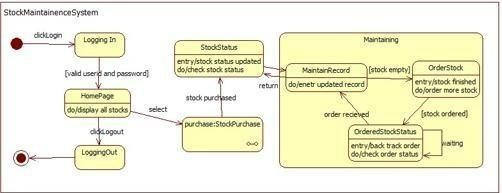 StockMaintainenceSystem
clickLogin
Logging In
[valid userid and password]
HomePage
do/display all stocks
clickLogout
LoggingOut
select
StockStatus
entry/stock status updated
do/check stock status
stock purchased
purchase:StockPurchase
return
Maintaining
MaintainRecord
do/enetr updated record
[stock empty]
OrderStock
entry/stock finished
do/order more stock
order recieved
[stock ordered]
OrderedStockStatus
entry/back track order
do/check order status
waiting